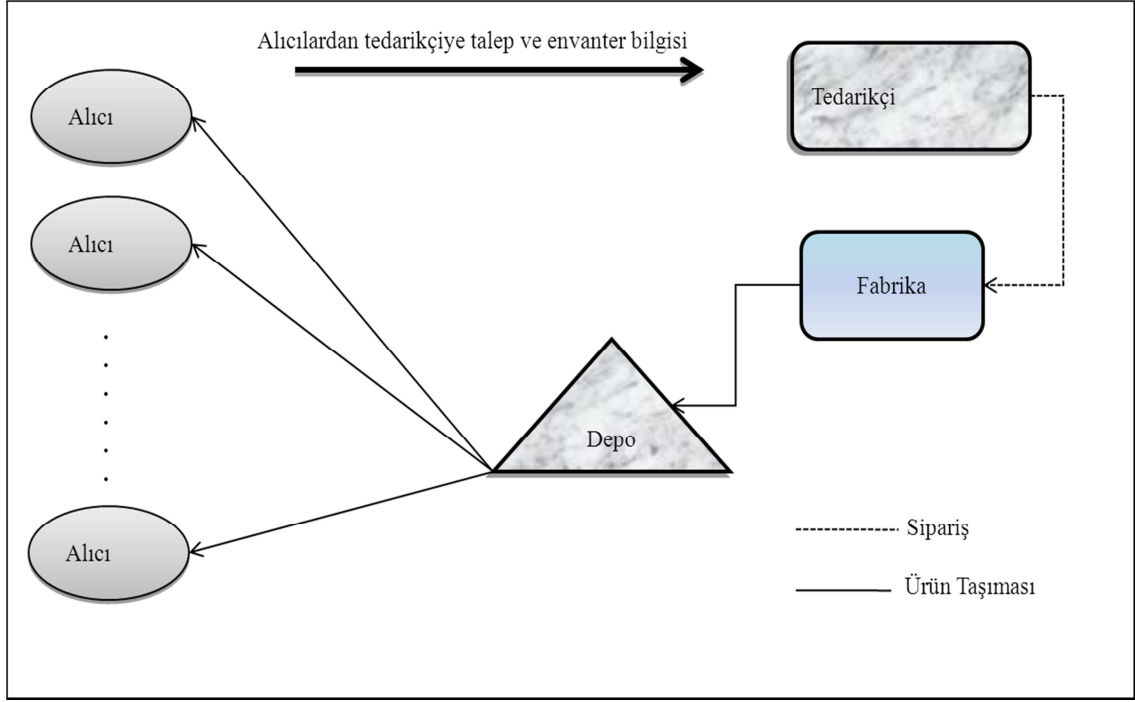 Alıcılardan tedarikçiye talep ve envanter bilgisi
Tedarikçi
Alıcı
Alıcı
Fabrika
Depo
Alıcı
Sipariş
Ürün Taşıması